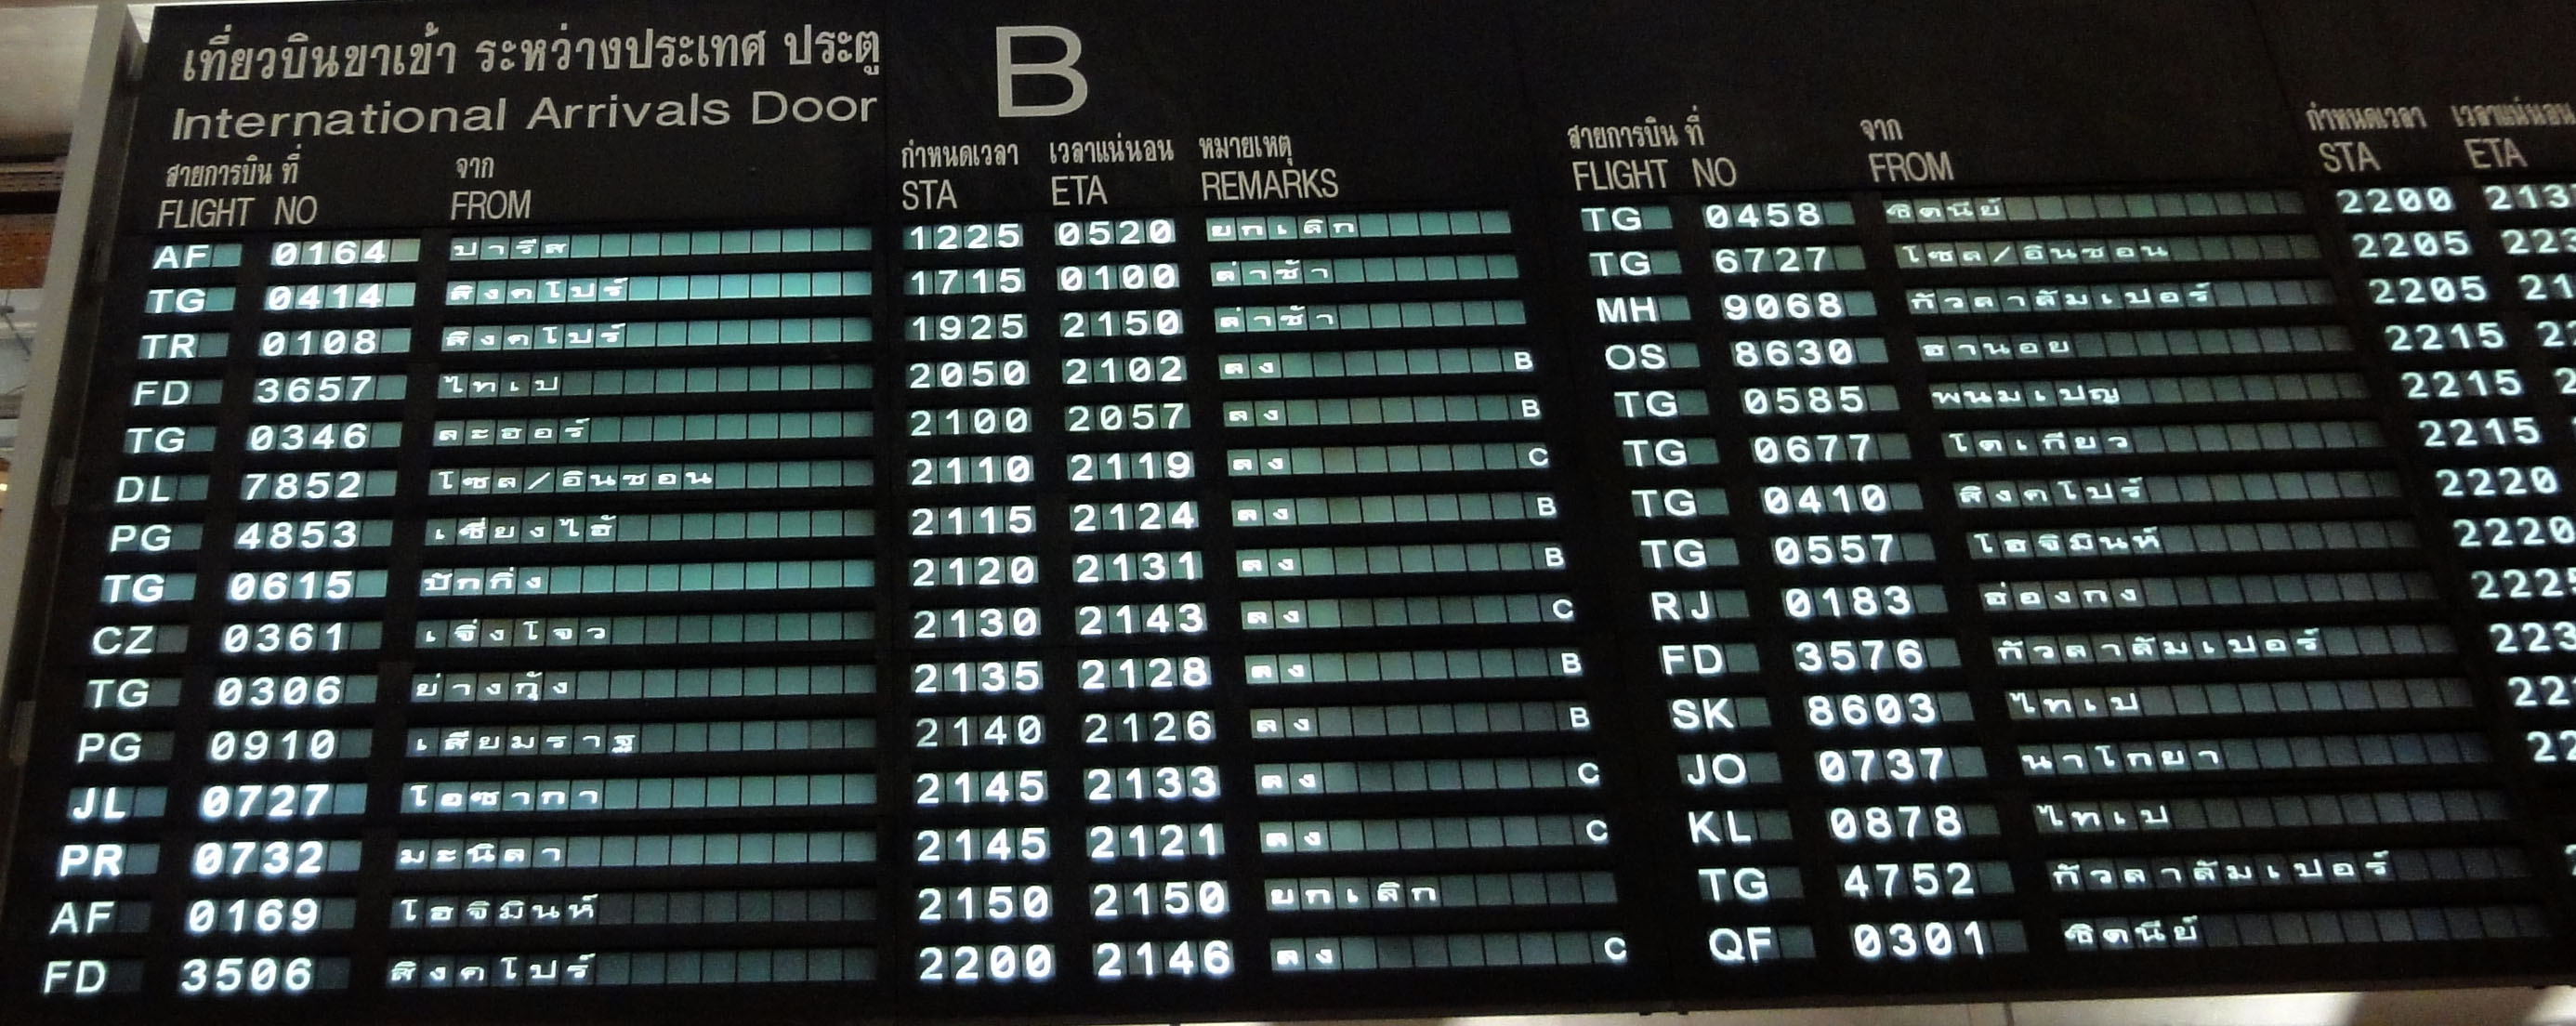 เที่ยวบินขาเข้า ระหว่างประเทศ ประตู B
International Arrivals Door
สายการบิน ที่ จาก กำหนดเวลา เวลาแน่นอน หมายเหตุ
FLIGHT NO FROM STA ETA REMARKS
AF 0164 ปารีส 1225 0520 ยกเลิก
TG 0414 สิงคโปร์ 1715 0100 ล่าช้า
TR 0108 สิงคโปร์ 1925 2150 ล่าช้า
FD 3657 ไทเป 2050 2102 ลง B
TG 0346 ละฮอร์ 2100 2057 ลง B
DL 7852 โซล/อินชอน 2110 2119 ลง C
PG 4853 เซี่ยงไฮ้ 2115 2124 ลง B
TG 0615 ปักกิ่ง 2120 2131 ลง B
CZ 0361 เจิ่งโจว 2130 2143 ลง C
TG 0306 ย่างกุ้ง 2135 2128 ลง B
PG 0910 เสียมราฐ 2140 2126 ลง B
JL 0727 โอซากา 2145 2133 ลง C
PR 0732 มะนิลา 2145 2121 ลง C
AF 0169 โฮจิมินห์ 2150 2150 ยกเลิก
FD 3506 สิงคโปร์ 2200 2146 ลง C
สายการบิน ที่ จาก กำหนดเวลา เวลาแน่นอน
FLIGHT NO FROM STA ETA
TG 0458 ซิดนีย์ 2200 213
TG 6727 โซล/อินชอน 2205 223
MH 9068 กัวลาลัมเปอร์ 2205 21
OS 8630 ฮานอย 2215 2
TG 0585 พนมเปญ 2215 2
TG 0677 โตเกียว 2215
TG 0410 สิงคโปร์ 2220
TG 0557 โฮจิมินห์ 2220
RJ 0183 ฮ่องกง 222
FD 3576 กัวลาลัมเปอร์ 223
SK 8603 ไทเป 22
JO 0737 นาโกยา 22
KL 0878 ไทเป
TG 4752 กัวลาลัมเปอร์
QF 0301 ซิดนีย์